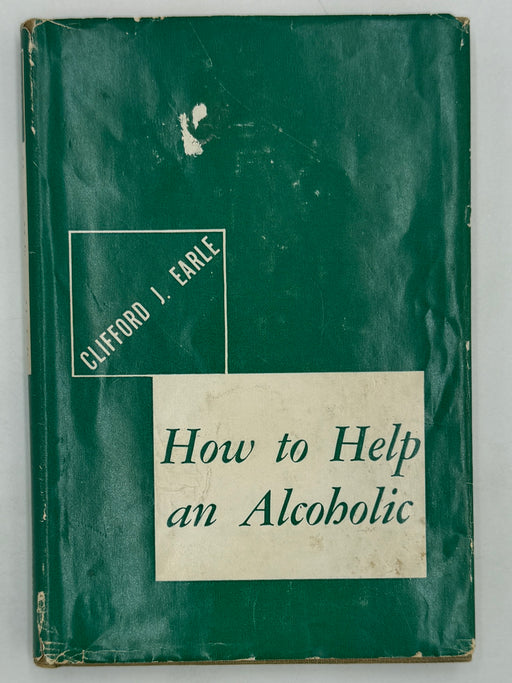 CLIFFORD J. EARLE
How to Help
an Alcoholic